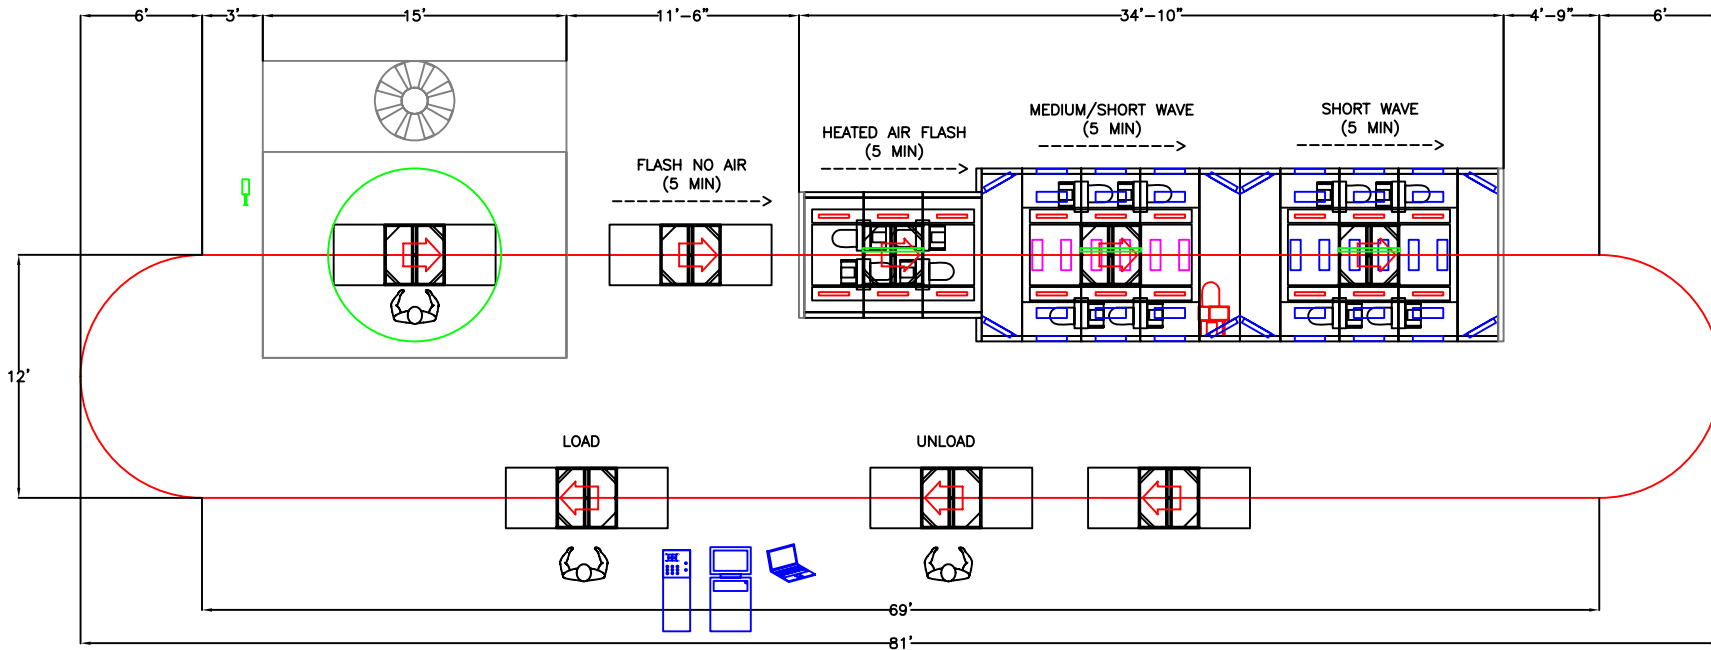 6'
3'
15'
11'-6"
34'-10"
4'-9"
6'
MEDIUM/SHORT WAVE
(5 MIN)
SHORT WAVE
(5 MIN)
HEATED AIR FLASH
(5 MIN)
FLASH NO AIR
(5 MIN)
12'
LOAD
UNLOAD
69'
81'